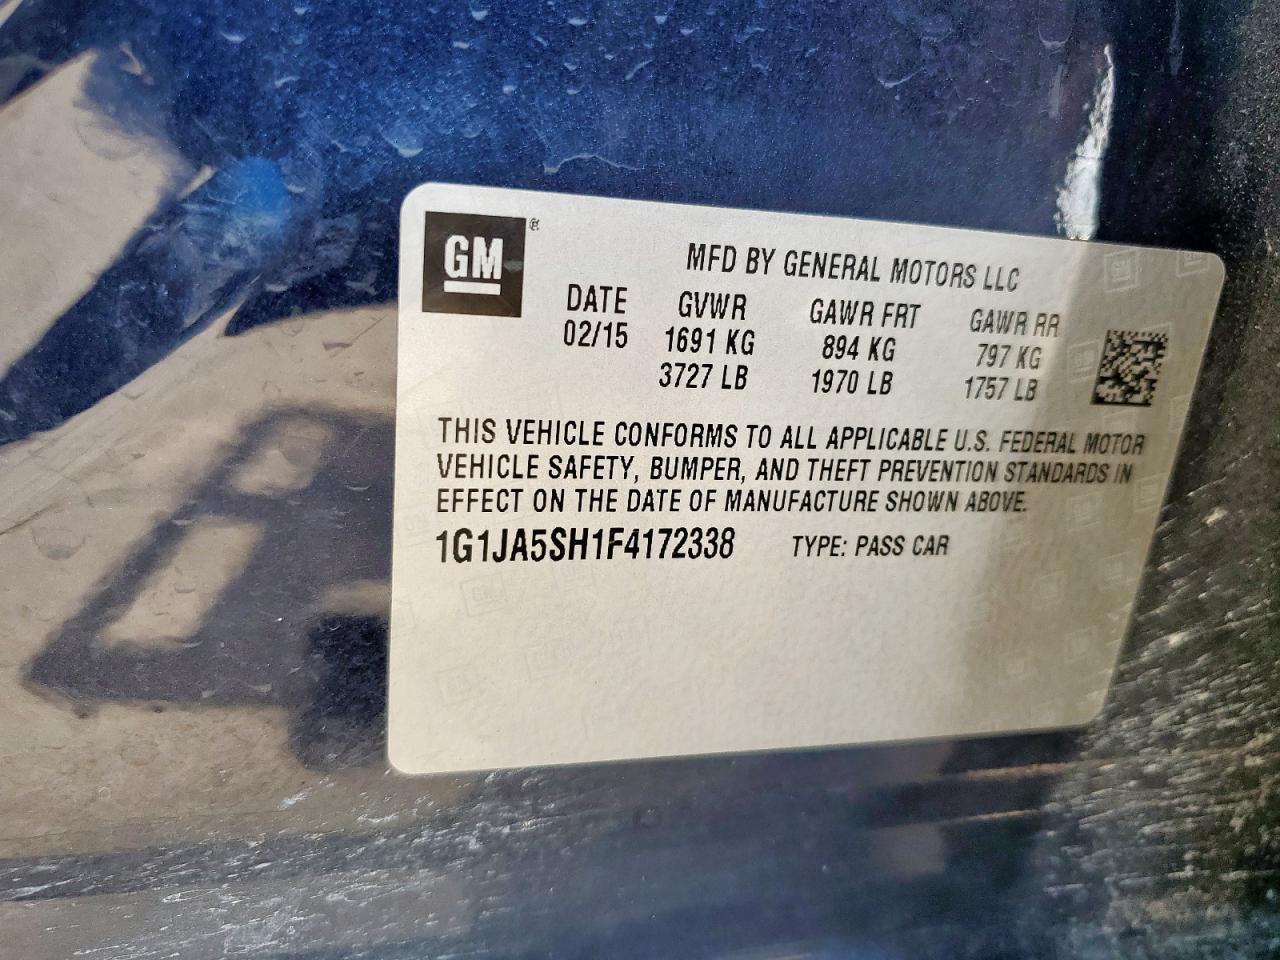 GM ®
MFD BY GENERAL MOTORS LLC
DATE GVWR GAWR FRT GAWR RR
02/15 1691 KG 894 KG 797 KG
3727 LB 1970 LB 1757 LB
THIS VEHICLE CONFORMS TO ALL APPLICABLE U.S. FEDERAL MOTOR
VEHICLE SAFETY, BUMPER, AND THEFT PREVENTION STANDARDS IN
EFFECT ON THE DATE OF MANUFACTURE SHOWN ABOVE.
1G1JA5SH1F4172338 TYPE: PASS CAR